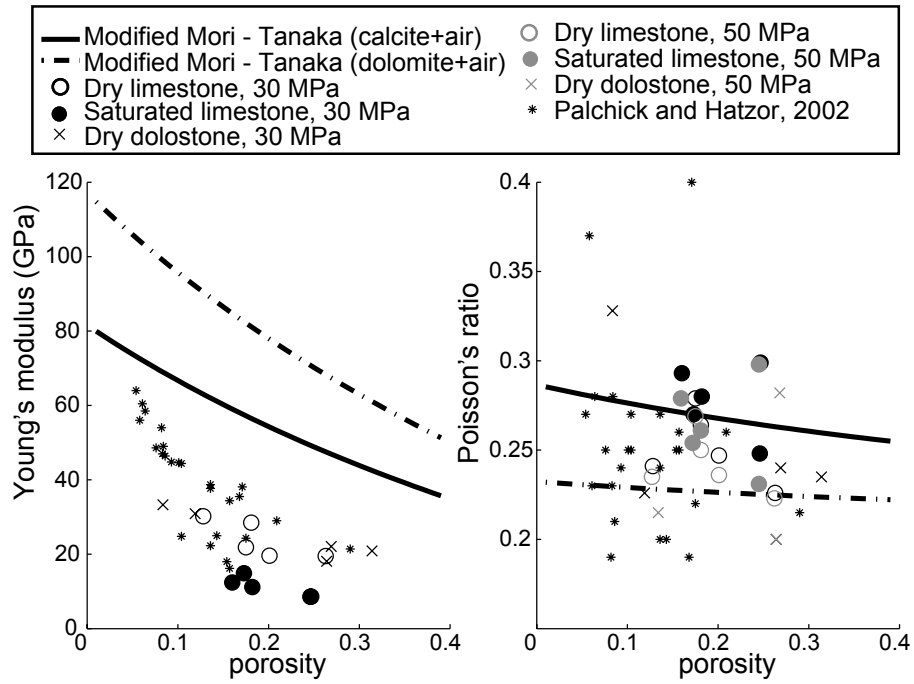 Modified Mori - Tanaka (calcite+air)
Modified Mori - Tanaka (dolomite+air)
Dry limestone, 30 MPa
Saturated limestone, 30 MPa
Dry dolostone, 30 MPa
Dry limestone, 50 MPa
Saturated limestone, 50 MPa
Dry dolostone, 50 MPa
Palchick and Hatzor, 2002
Young's modulus (GPa)
120
100
80
60
40
20
0
0
0.1
0.2
0.3
0.4
porosity
Poisson's ratio
0.4
0.35
0.3
0.25
0.2
0
0.1
0.2
0.3
0.4
porosity